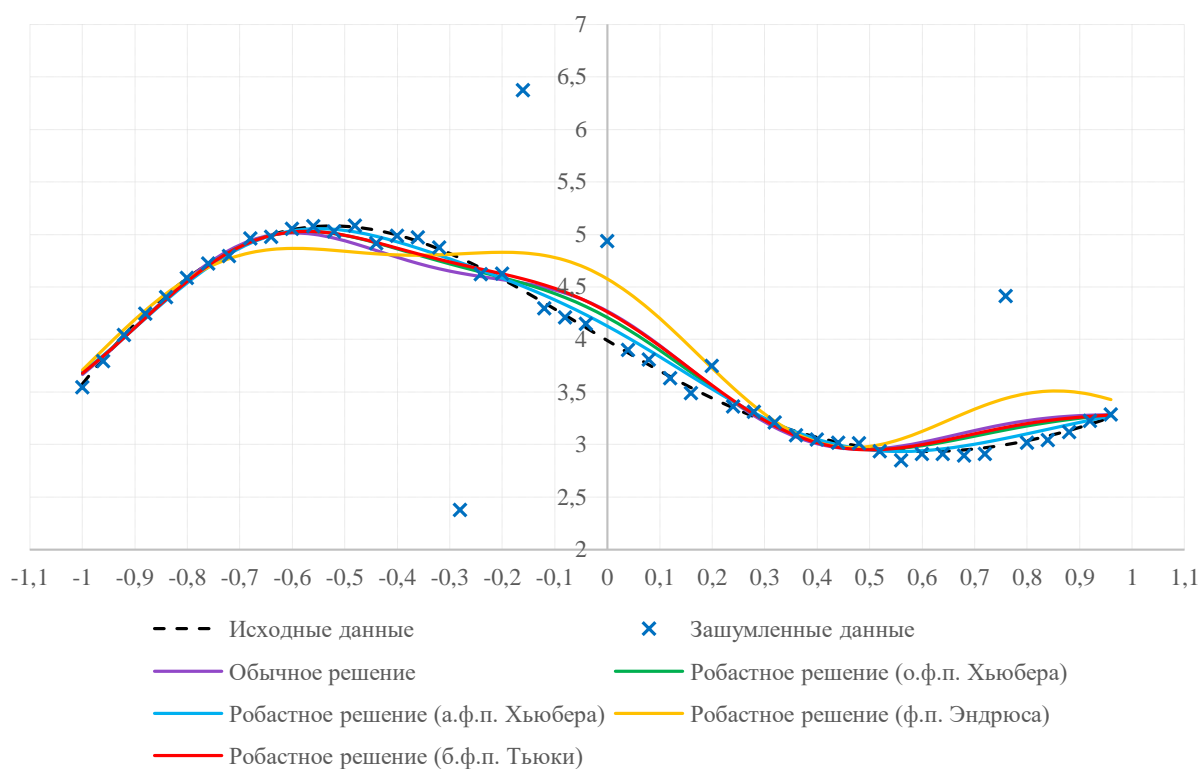 7
6,5
6
5,5
5
4,5
4
3,5
3
2,5
2
-1,1 -1 -0,9 -0,8 -0,7 -0,6 -0,5 -0,4 -0,3 -0,2 -0,1 0 0,1 0,2 0,3 0,4 0,5 0,6 0,7 0,8 0,9 1 1,1
Исходные данные Зашумленные данные
Обычное решение Робастное решение (о.ф.п. Хьюбера)
Робастное решение (а.ф.п. Хьюбера) Робастное решение (ф.п. Эндрюса)
Робастное решение (б.ф.п. Тьюки)